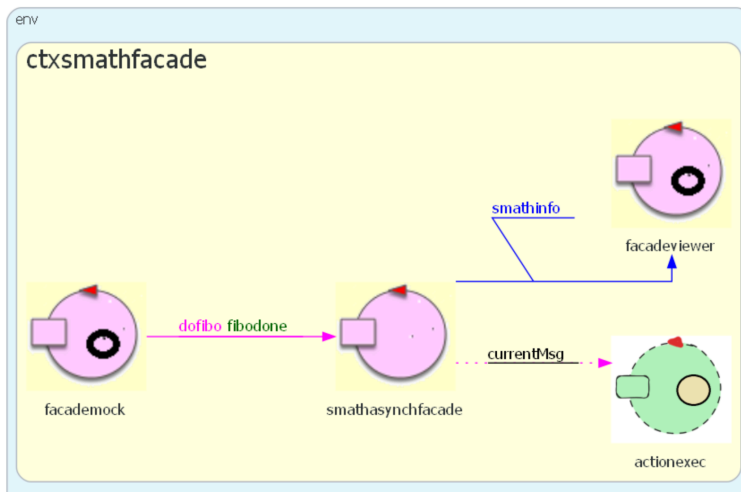 env
ctxsmathfacade
smathinfo
facadeviewer
dofibo fibodone
currentMsg
facademock
smathasynchfacade
actionexec